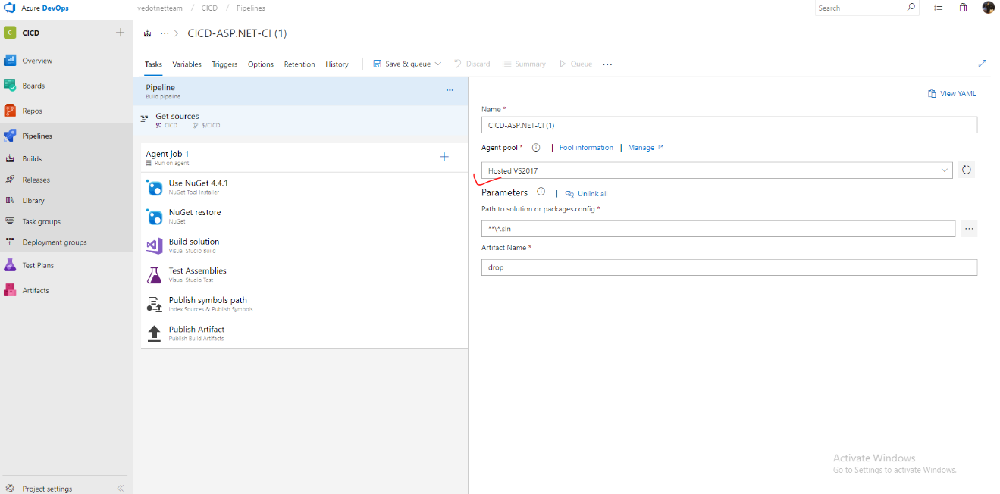 Azure DevOps
vedotnetteam / CICD / Pipelines
Search
C CICD
Overview
Boards
Repos
Pipelines
Builds
Releases
Library
Task groups
Deployment groups
Test Plans
Artifacts
Project settings
... > CICD-ASP.NET-CI (1)
Tasks Variables Triggers Options Retention History Save & queue Discard Summary Queue ...
Pipeline ...
Build pipeline
Get sources
CICD $/CICD
Agent job 1
Run on agent
Use NuGet 4.4.1
NuGet Tool Installer
NuGet restore
NuGet
Build solution
Visual Studio Build
Test Assemblies
Visual Studio Test
Publish symbols path
Index Sources & Publish Symbols
Publish Artifact
Publish Build Artifacts
View YAML
Name *
CICD-ASP.NET-CI (1)
Agent pool * | Pool information | Manage
Hosted VS2017
Parameters | Unlink all
Path to solution or packages.config *
**\*.sln ...
Artifact Name *
drop
Activate Windows
Go to Settings to activate Windows.